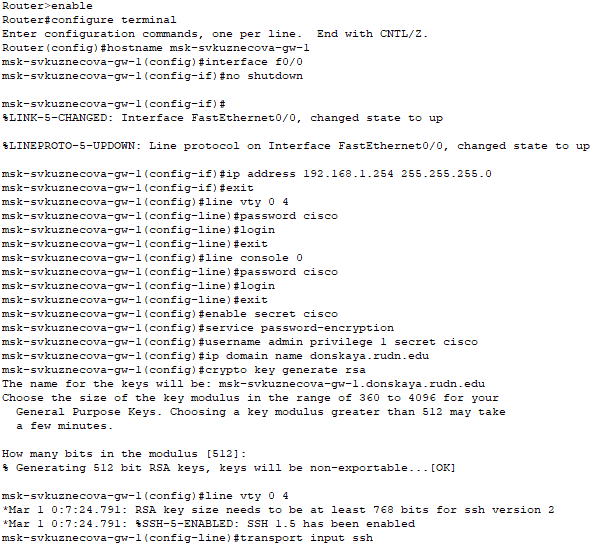 Router>enable
Router#configure terminal
Enter configuration commands, one per line.  End with CNTL/Z.
Router(config)#hostname msk-svkuznecova-gw-1
msk-svkuznecova-gw-1(config)#interface f0/0
msk-svkuznecova-gw-1(config-if)#no shutdown

msk-svkuznecova-gw-1(config-if)#
%LINK-5-CHANGED: Interface FastEthernet0/0, changed state to up

%LINEPROTO-5-UPDOWN: Line protocol on Interface FastEthernet0/0, changed state to up

msk-svkuznecova-gw-1(config-if)#ip address 192.168.1.254 255.255.255.0
msk-svkuznecova-gw-1(config-if)#exit
msk-svkuznecova-gw-1(config)#line vty 0 4
msk-svkuznecova-gw-1(config-line)#password cisco
msk-svkuznecova-gw-1(config-line)#login
msk-svkuznecova-gw-1(config-line)#exit
msk-svkuznecova-gw-1(config)#line console 0
msk-svkuznecova-gw-1(config-line)#password cisco
msk-svkuznecova-gw-1(config-line)#login
msk-svkuznecova-gw-1(config-line)#exit
msk-svkuznecova-gw-1(config)#enable secret cisco
msk-svkuznecova-gw-1(config)#service password-encryption
msk-svkuznecova-gw-1(config)#username admin privilege 1 secret cisco
msk-svkuznecova-gw-1(config)#ip domain name donskaya.rudn.edu
msk-svkuznecova-gw-1(config)#crypto key generate rsa
The name for the keys will be: msk-svkuznecova-gw-1.donskaya.rudn.edu
Choose the size of the key modulus in the range of 360 to 4096 for your
  General Purpose Keys. Choosing a key modulus greater than 512 may take
  a few minutes.

How many bits in the modulus [512]:
% Generating 512 bit RSA keys, keys will be non-exportable...[OK]

msk-svkuznecova-gw-1(config)#line vty 0 4
*Mar 1 0:7:24.791: RSA key size needs to be at least 768 bits for ssh version 2
*Mar 1 0:7:24.791: %SSH-5-ENABLED: SSH 1.5 has been enabled
msk-svkuznecova-gw-1(config-line)#transport input ssh